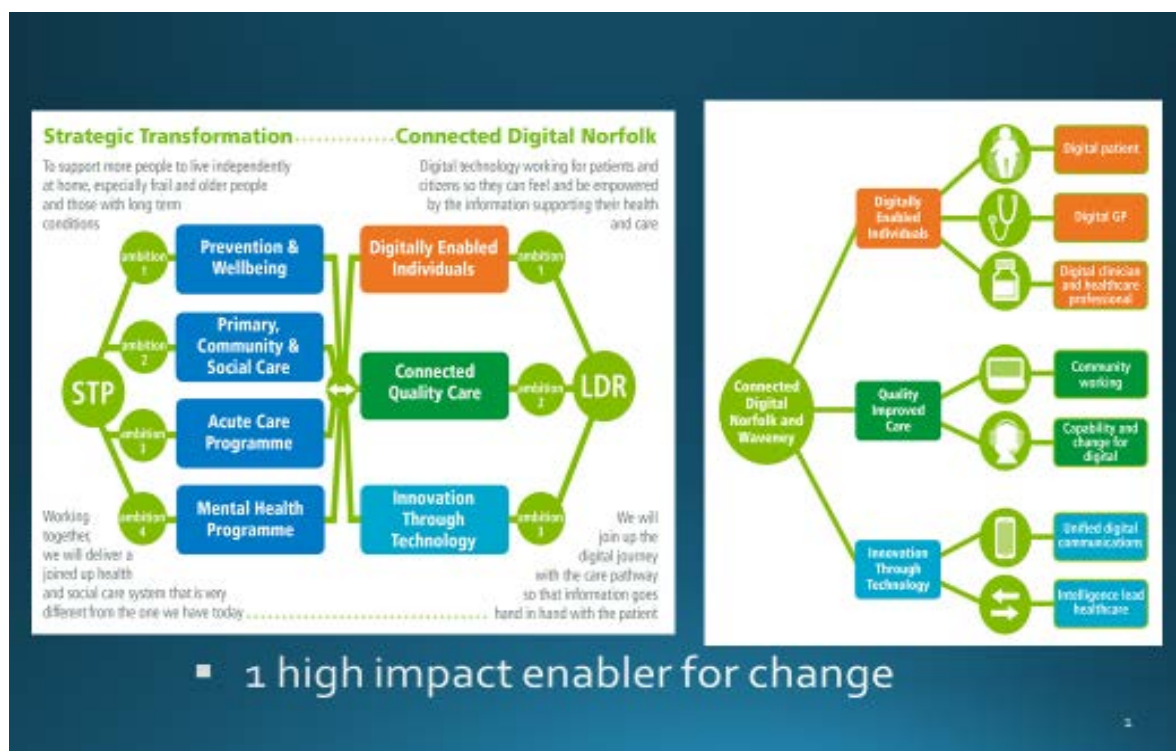 Strategic Transformation.............Connected Digital Norfolk
To support more people to live independently
at home, especially frail and older people
and those with long term
conditions
Digital technology working for patients and
citizens so they can feel and be empowered
by the information supporting their health
and care
STP
ambition
1
Prevention &
Wellbeing
ambition
2
Primary,
Community &
Social Care
ambition
3
Acute Care
Programme
ambition
4
Mental Health
Programme
Digitally Enabled
Individuals
ambition
1
Connected
Quality Care
ambition
2
Innovation
Through
Technology
ambition
3
LDR
Working
together,
we will deliver a
joined up health
and social care system that is very
different from the one we have today
We will
join up the
digital journey
with the care pathway
so that information goes
hand in hand with the patient
Connected
Digital
Norfolk and
Waveney
Digitally
Enabled
Individuals
Digital patient
Digital GP
Digital clinician
and healthcare
professional
Quality
Improved
Care
Community
working
Capability and
change for
digital
Innovation
Through
Technology
Unified digital
communications
Intelligence lead
healthcare
▪ 1 high impact enabler for change
1